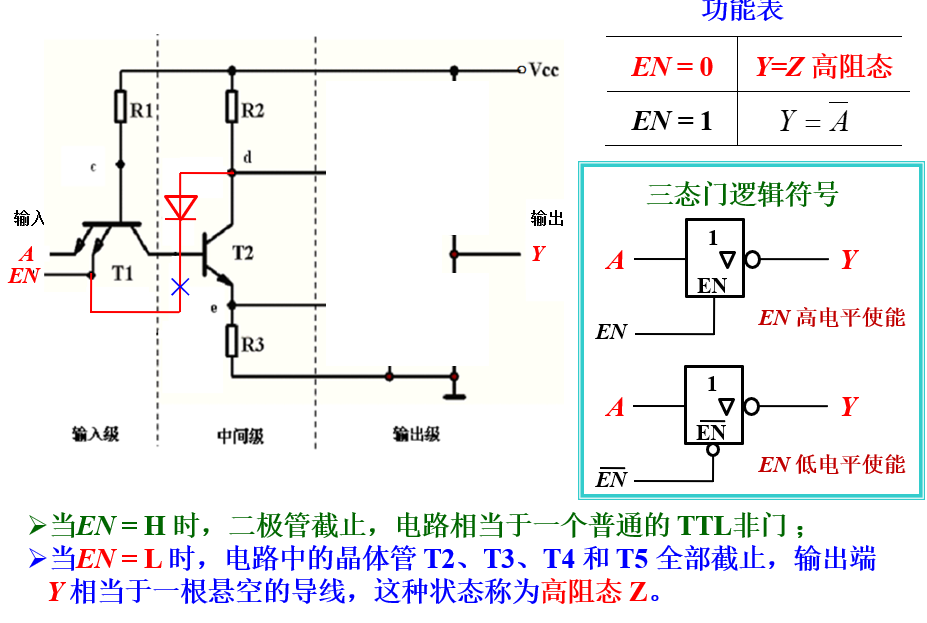 功能表
EN = 0 Y=Z 高阻态
EN = 1 Y = A̅
Vcc
R1
R2
c
d
输入
A
EN
T1
T2
输出
Y
e
R3
输入级
中间级
输出级
三态门逻辑符号
1
A
▽
Y
EN
EN
EN 高电平使能
1
A
▽
Y
E̅N̅
E̅N̅
EN 低电平使能
➢当EN = H 时，二极管截止，电路相当于一个普通的 TTL非门 ；
➢当EN = L 时，电路中的晶体管 T2、T3、T4 和 T5 全部截止，输出端
Y 相当于一根悬空的导线，这种状态称为高阻态 Z。